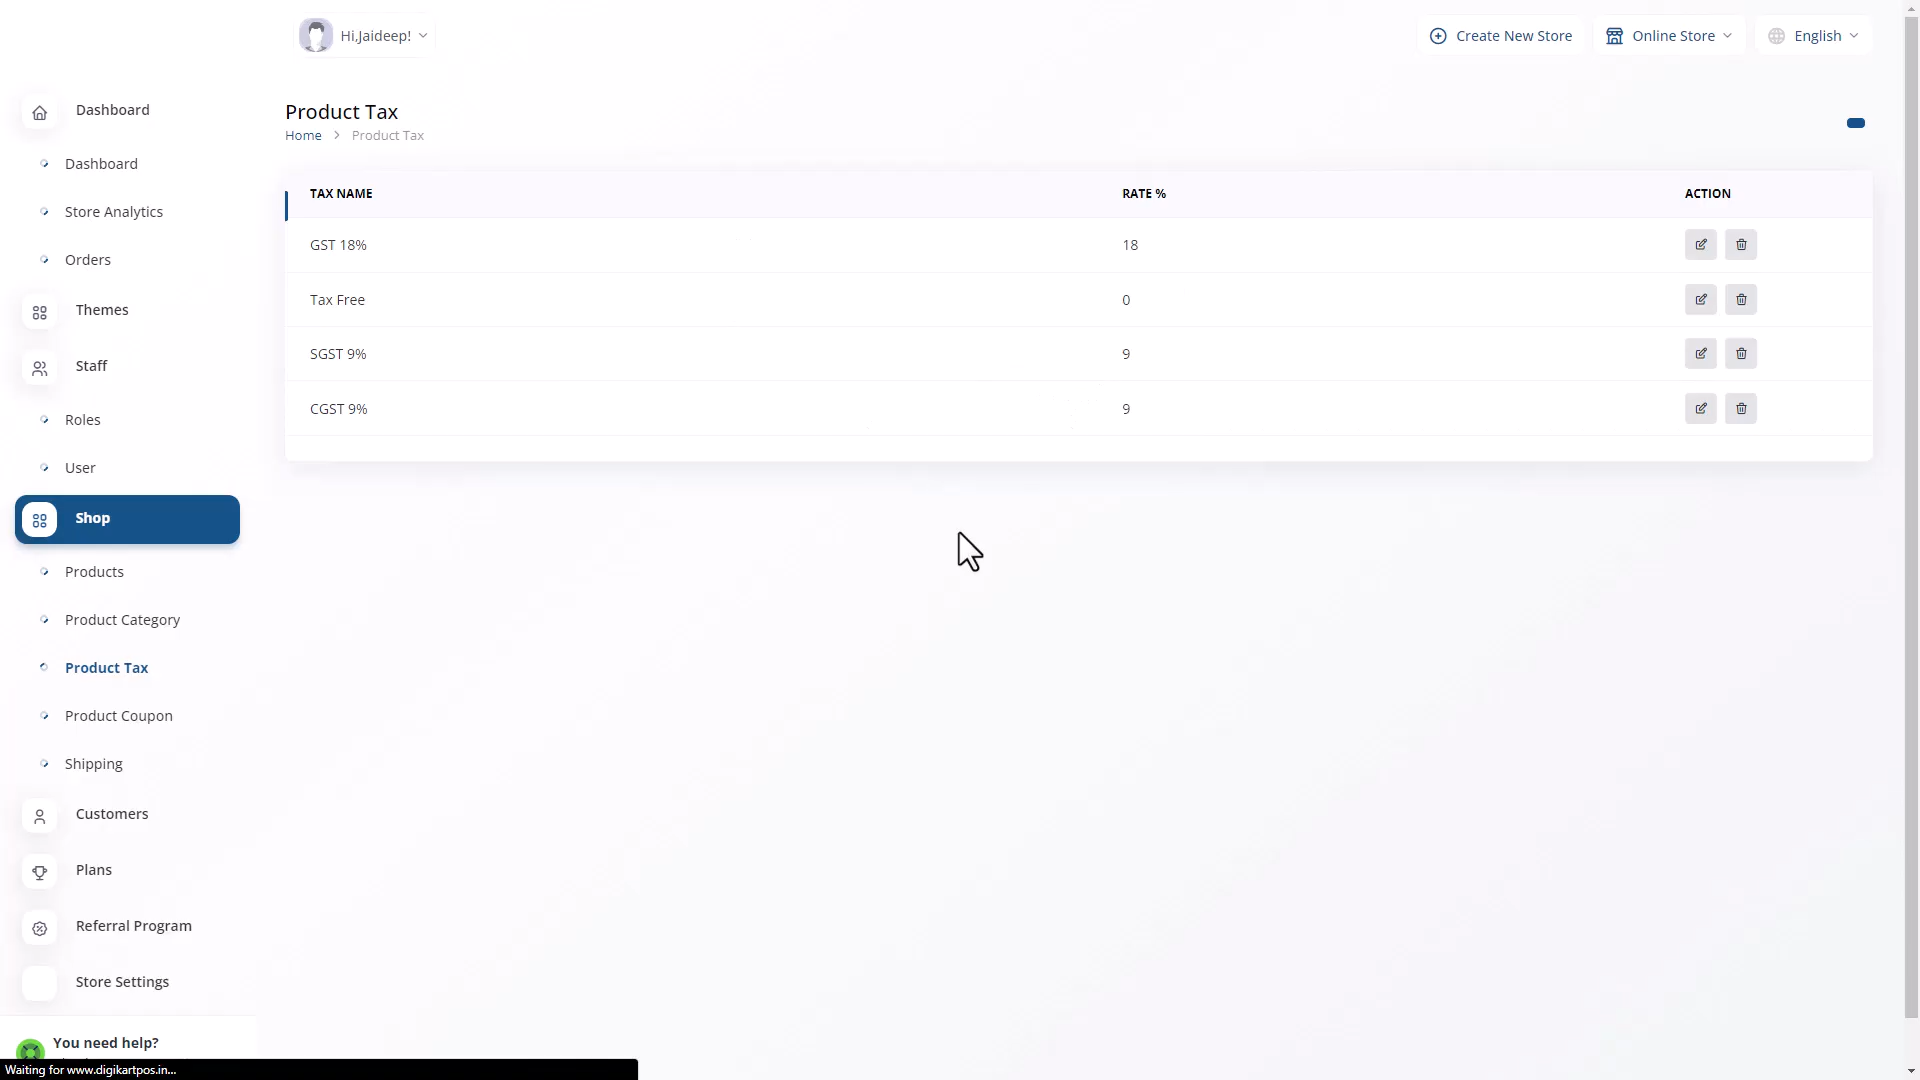 Hi,Jaideep!
Create New Store
Online Store
English
Dashboard
Dashboard
Store Analytics
Orders
Themes
Staff
Roles
User
Shop
Products
Product Category
Product Tax
Product Coupon
Shipping
Customers
Plans
Referral Program
Store Settings
You need help?
Product Tax
Home > Product Tax
TAX NAME RATE % ACTION
GST 18% 18
Tax Free 0
SGST 9% 9
CGST 9% 9
Waiting for www.digikartpos.in...